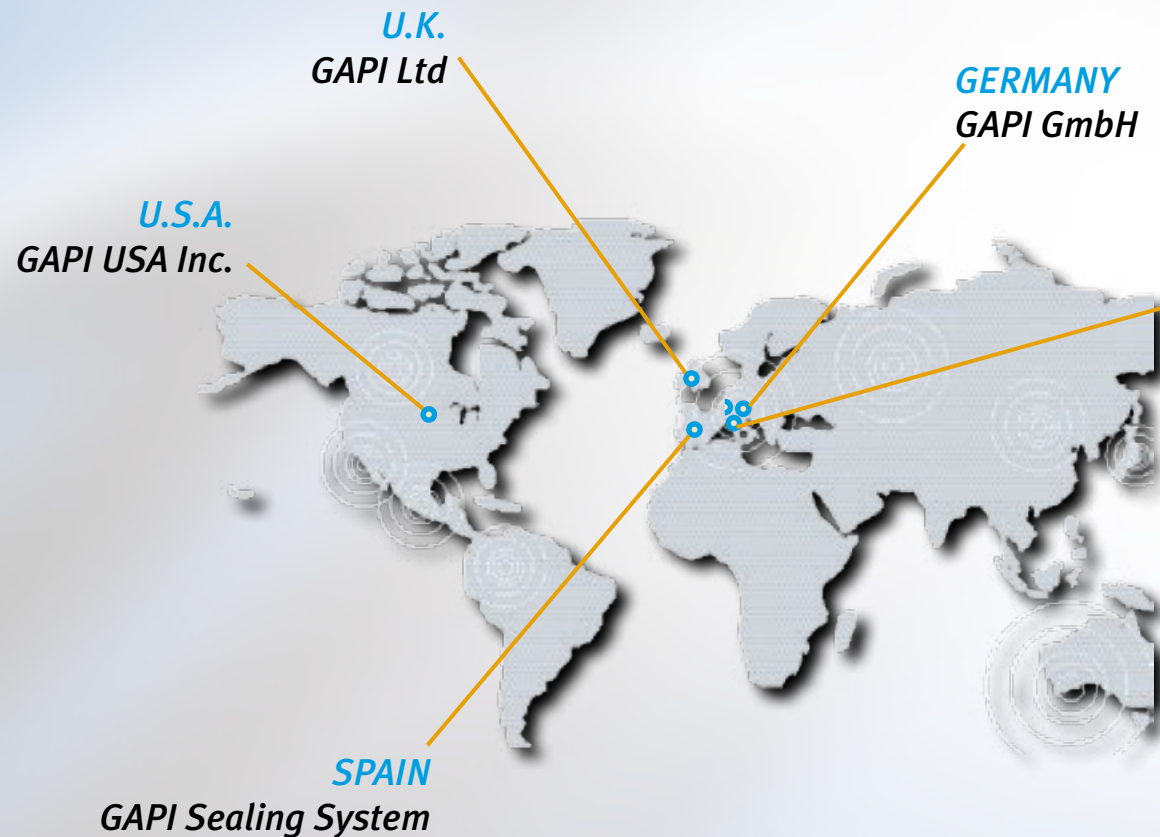 U.K.
GAPI Ltd
GERMANY
GAPI GmbH
U.S.A.
GAPI USA Inc.
SPAIN
GAPI Sealing System